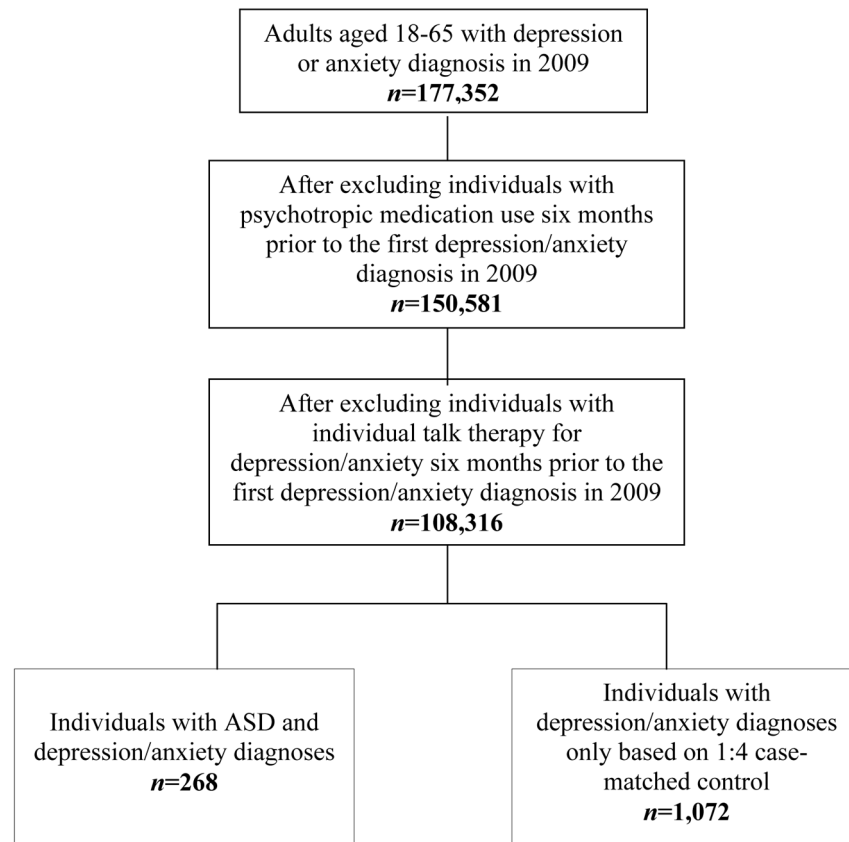 Adults aged 18-65 with depression
or anxiety diagnosis in 2009
n=177,352
After excluding individuals with
psychotropic medication use six months
prior to the first depression/anxiety
diagnosis in 2009
n=150,581
After excluding individuals with
individual talk therapy for
depression/anxiety six months prior to the
first depression/anxiety diagnosis in 2009
n=108,316
Individuals with ASD and
depression/anxiety diagnoses
n=268
Individuals with
depression/anxiety diagnoses
only based on 1:4 case-
matched control
n=1,072